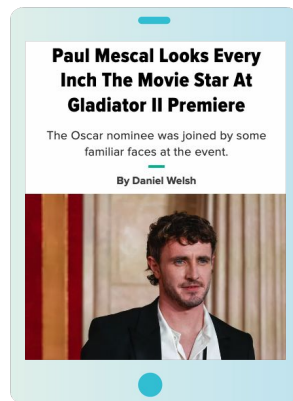 Paul Mescal Looks Every
Inch The Movie Star At
Gladiator II Premiere
The Oscar nominee was joined by some
familiar faces at the event.
By Daniel Welsh